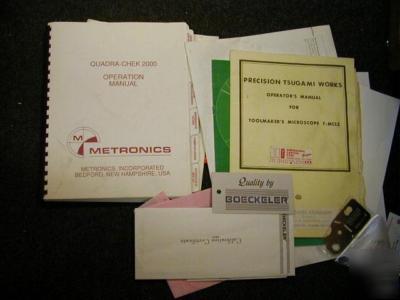 QUADRA-CHEK 2000
OPERATION
MANUAL
METRONICS
METRONICS, INCORPORATED
BEDFORD, NEW HAMPSHIRE, USA
PRECISION TSUGAMI WORKS
OPERATOR'S MANUAL
FOR
TOOLMAKER'S MICROSCOPE T-MCL2
Quality by
BOECKELER
Calibration Certificate